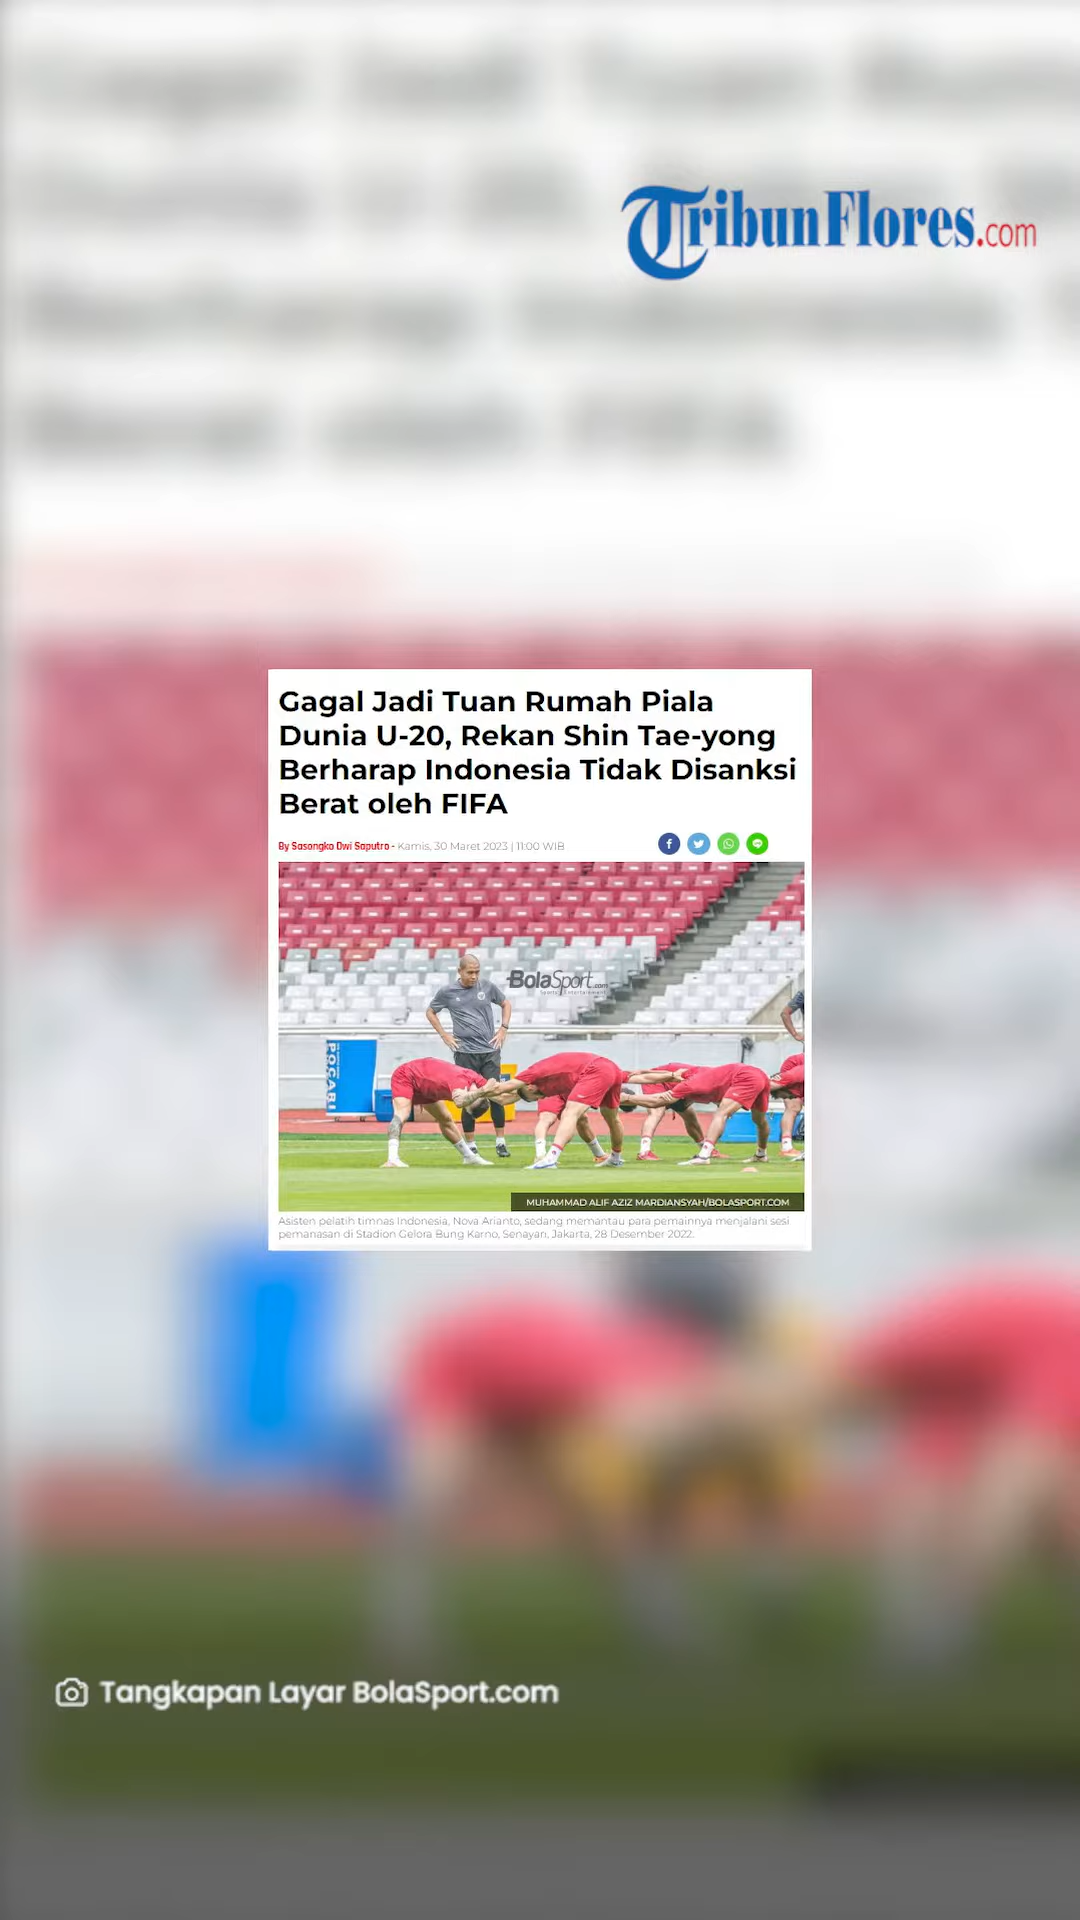 TribunFlores.com
Gagal Jadi Tuan Rumah Piala
Dunia U-20, Rekan Shin Tae-yong
Berharap Indonesia Tidak Disanksi
Berat oleh FIFA
By Sasongko Dwi Saputro - Kamis, 30 Maret 2023 | 11:00 WIB
BolaSport.com
Sports Entertainment
POCARI
MUHAMMAD ALIF AZIZ MARDIANSYAH/BOLASPORT.COM
Asisten pelatih timnas Indonesia, Nova Arianto, sedang memantau para pemainnya menjalani sesi
pemanasan di Stadion Gelora Bung Karno, Senayan, Jakarta, 28 Desember 2022.
Tangkapan Layar BolaSport.com